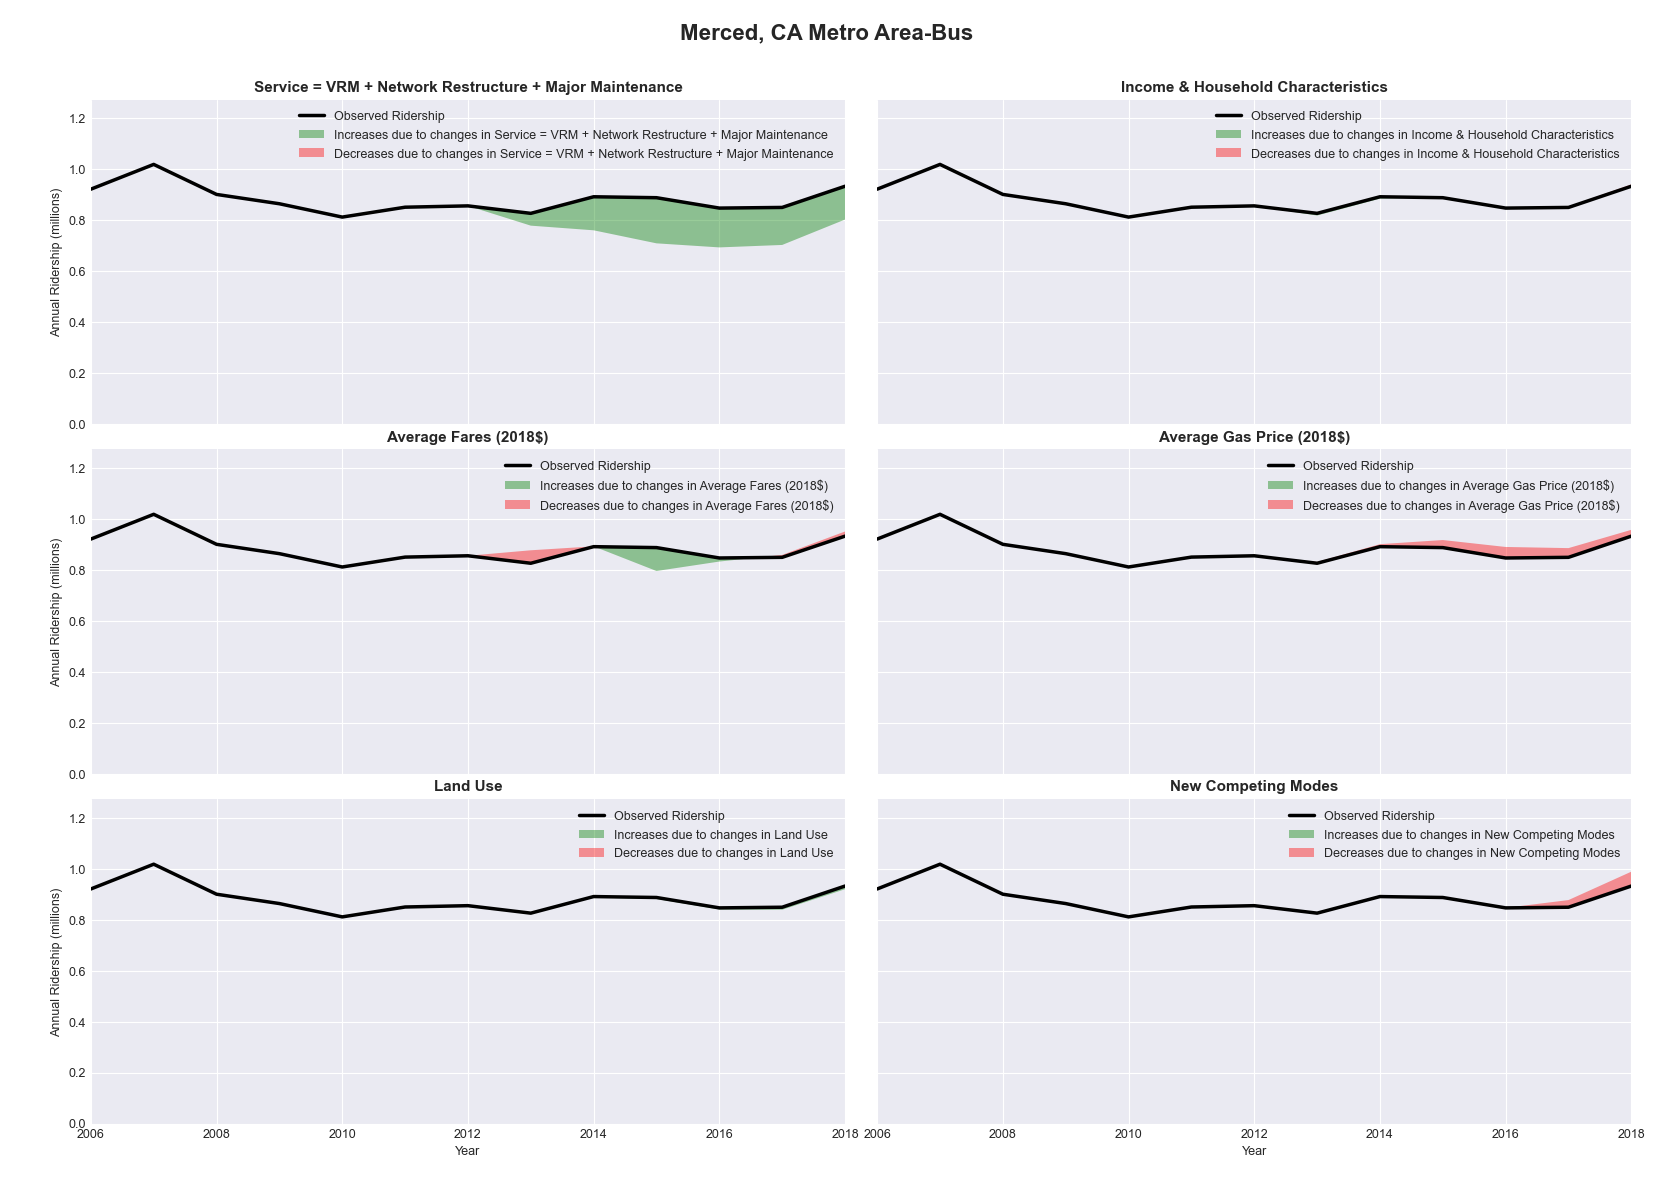 Merced, CA Metro Area-Bus
Service = VRM + Network Restructure + Major Maintenance
Observed Ridership
Increases due to changes in Service = VRM + Network Restructure + Major Maintenance
Decreases due to changes in Service = VRM + Network Restructure + Major Maintenance
1.2
1.0
0.8
0.6
0.4
0.2
0.0
Annual Ridership (millions)
Income & Household Characteristics
Observed Ridership
Increases due to changes in Income & Household Characteristics
Decreases due to changes in Income & Household Characteristics
Average Fares (2018$)
Observed Ridership
Increases due to changes in Average Fares (2018$)
Decreases due to changes in Average Fares (2018$)
1.2
1.0
0.8
0.6
0.4
0.2
0.0
Annual Ridership (millions)
Average Gas Price (2018$)
Observed Ridership
Increases due to changes in Average Gas Price (2018$)
Decreases due to changes in Average Gas Price (2018$)
Land Use
Observed Ridership
Increases due to changes in Land Use
Decreases due to changes in Land Use
1.2
1.0
0.8
0.6
0.4
0.2
0.0
Annual Ridership (millions)
2006 2008 2010 2012 2014 2016 2018
Year
New Competing Modes
Observed Ridership
Increases due to changes in New Competing Modes
Decreases due to changes in New Competing Modes
2006 2008 2010 2012 2014 2016 2018
Year